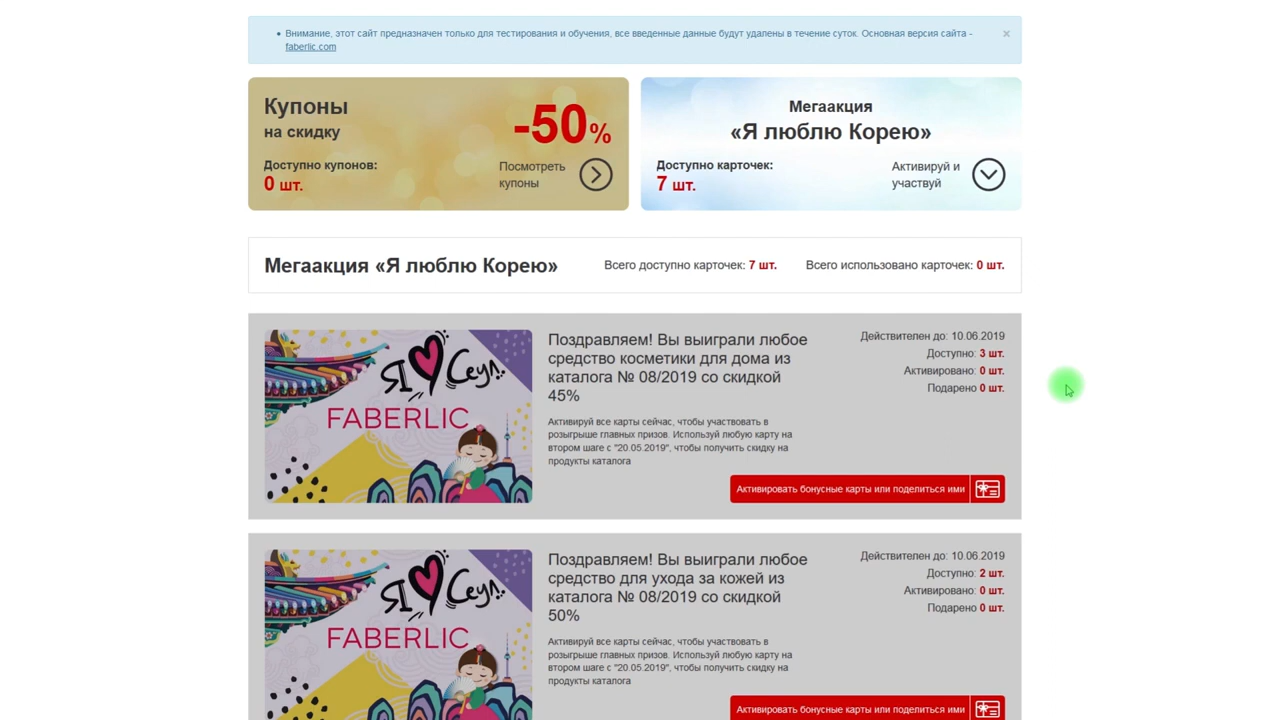 Внимание, этот сайт предназначен только для тестирования и обучения, все введенные данные будут удалены в течение суток. Основная версия сайта -
faberlic.com
Купоны
на скидку
-50%
Доступно купонов:
0 шт.
Посмотреть
купоны
Мегаакция
«Я люблю Корею»
Доступно карточек:
7 шт.
Активируй и
участвуй
Мегаакция «Я люблю Корею»
Всего доступно карточек: 7 шт.
Всего использовано карточек: 0 шт.
Я Сеул
FABERLIC
Поздравляем! Вы выиграли любое
средство косметики для дома из
каталога № 08/2019 со скидкой
45%
Активируй все карты сейчас, чтобы участвовать в
розыгрыше главных призов. Используй любую карту на
втором шаге с "20.05.2019", чтобы получить скидку на
продукты каталога
Действителен до: 10.06.2019
Доступно: 3 шт.
Активировано: 0 шт.
Подарено 0 шт.
Активировать бонусные карты или поделиться ими
Я Сеул
FABERLIC
Поздравляем! Вы выиграли любое
средство для ухода за кожей из
каталога № 08/2019 со скидкой
50%
Активируй все карты сейчас, чтобы участвовать в
розыгрыше главных призов. Используй любую карту на
втором шаге с "20.05.2019", чтобы получить скидку на
продукты каталога
Действителен до: 10.06.2019
Доступно: 2 шт.
Активировано: 0 шт.
Подарено 0 шт.
Активировать бонусные карты или поделиться ими